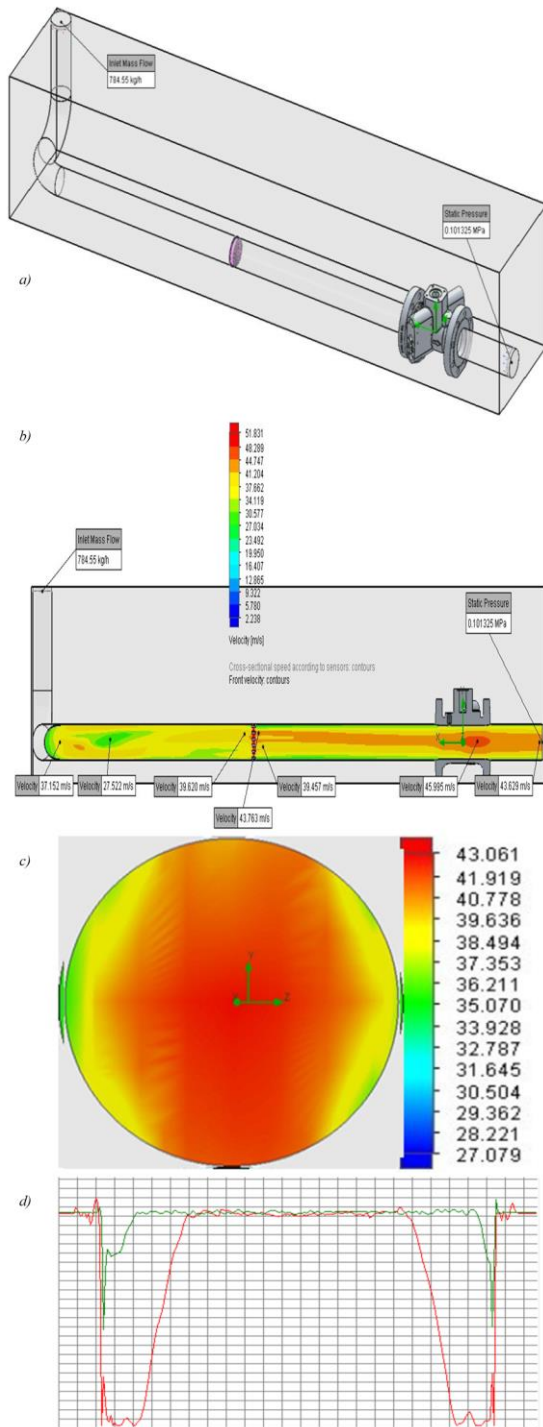 Inlet Mass Flow
784.55 kg/h
Static Pressure
0.101325 MPa
a)
b)
51.831
48.289
44.747
41.204
37.662
34.119
30.577
27.034
23.492
19.950
16.407
12.865
9.322
5.780
2.238
Velocity [m/s]
Cross-sectional speed according to sensors: contours
Front velocity: contours
Inlet Mass Flow
784.55 kg/h
Static Pressure
0.101325 MPa
Velocity 37.152 m/s
Velocity 27.522 m/s
Velocity 39.620 m/s
Velocity 39.457 m/s
Velocity 45.995 m/s
Velocity 43.629 m/s
Velocity 43.763 m/s
c)
43.061
41.919
40.778
39.636
38.494
37.353
36.211
35.070
33.928
32.787
31.645
30.504
29.362
28.221
27.079
Y
Z
d)